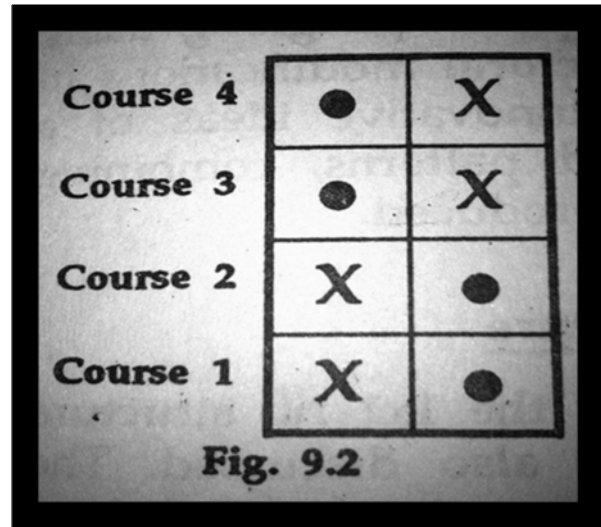 Course 4 ● X
Course 3 ● X
Course 2 X ●
Course 1 X ●
Fig. 9.2